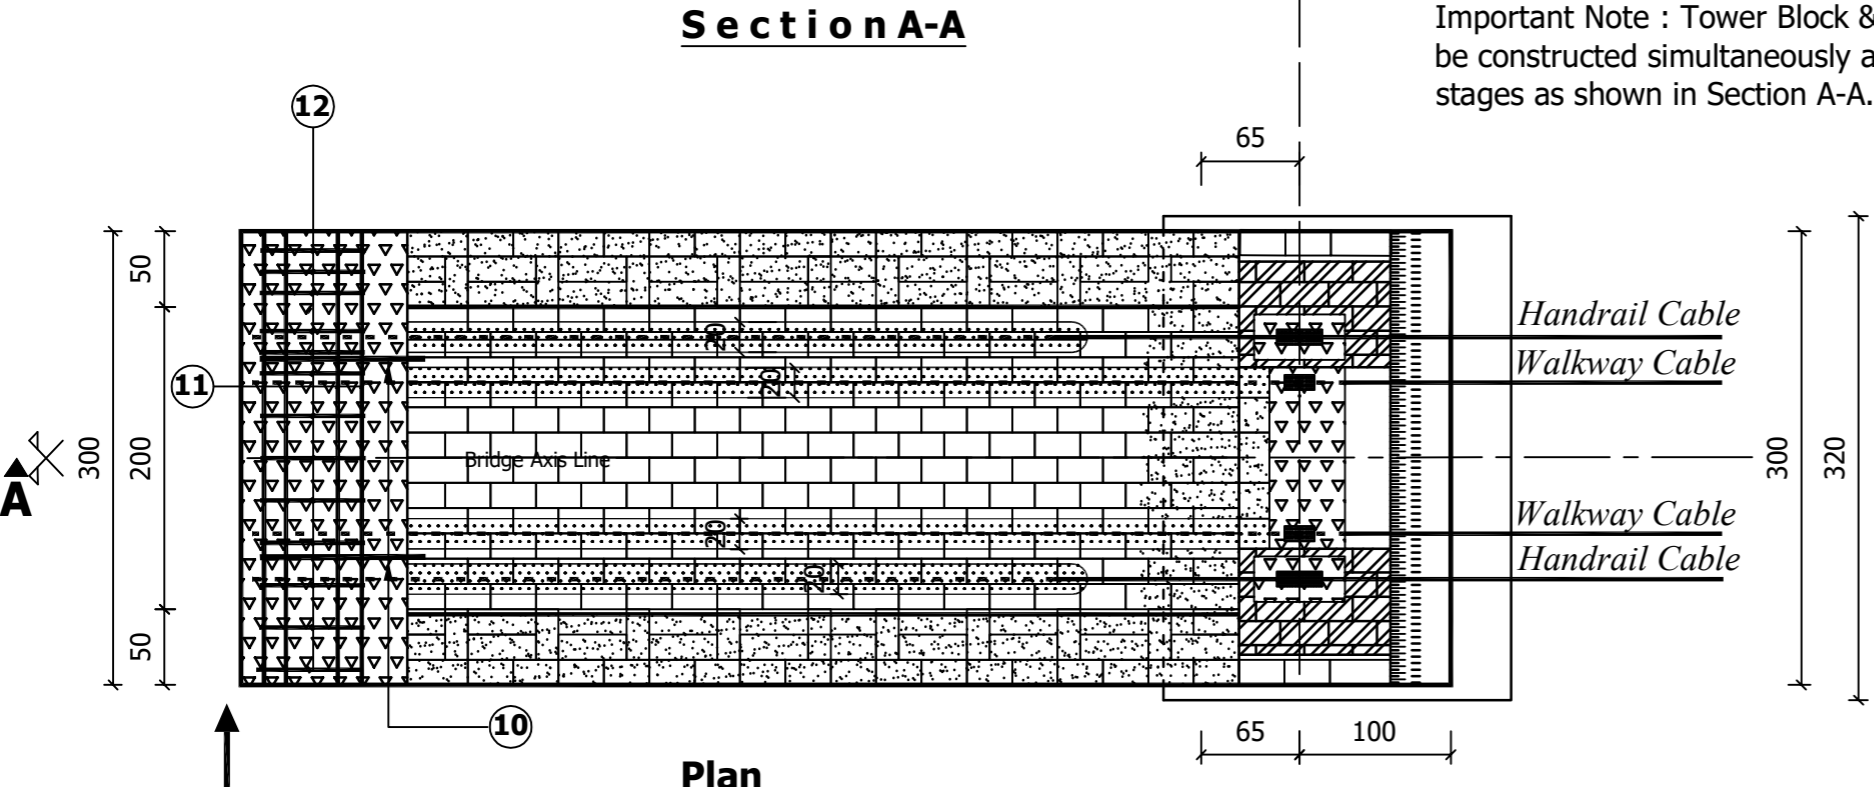 Section A-A
Important Note : Tower Block &
be constructed simultaneously a
stages as shown in Section A-A.
12
65
50
Handrail Cable
20
Walkway Cable
20
11
A
300
200
Bridge Axis Line
300
320
Walkway Cable
20
Handrail Cable
20
50
10
65
100
Plan